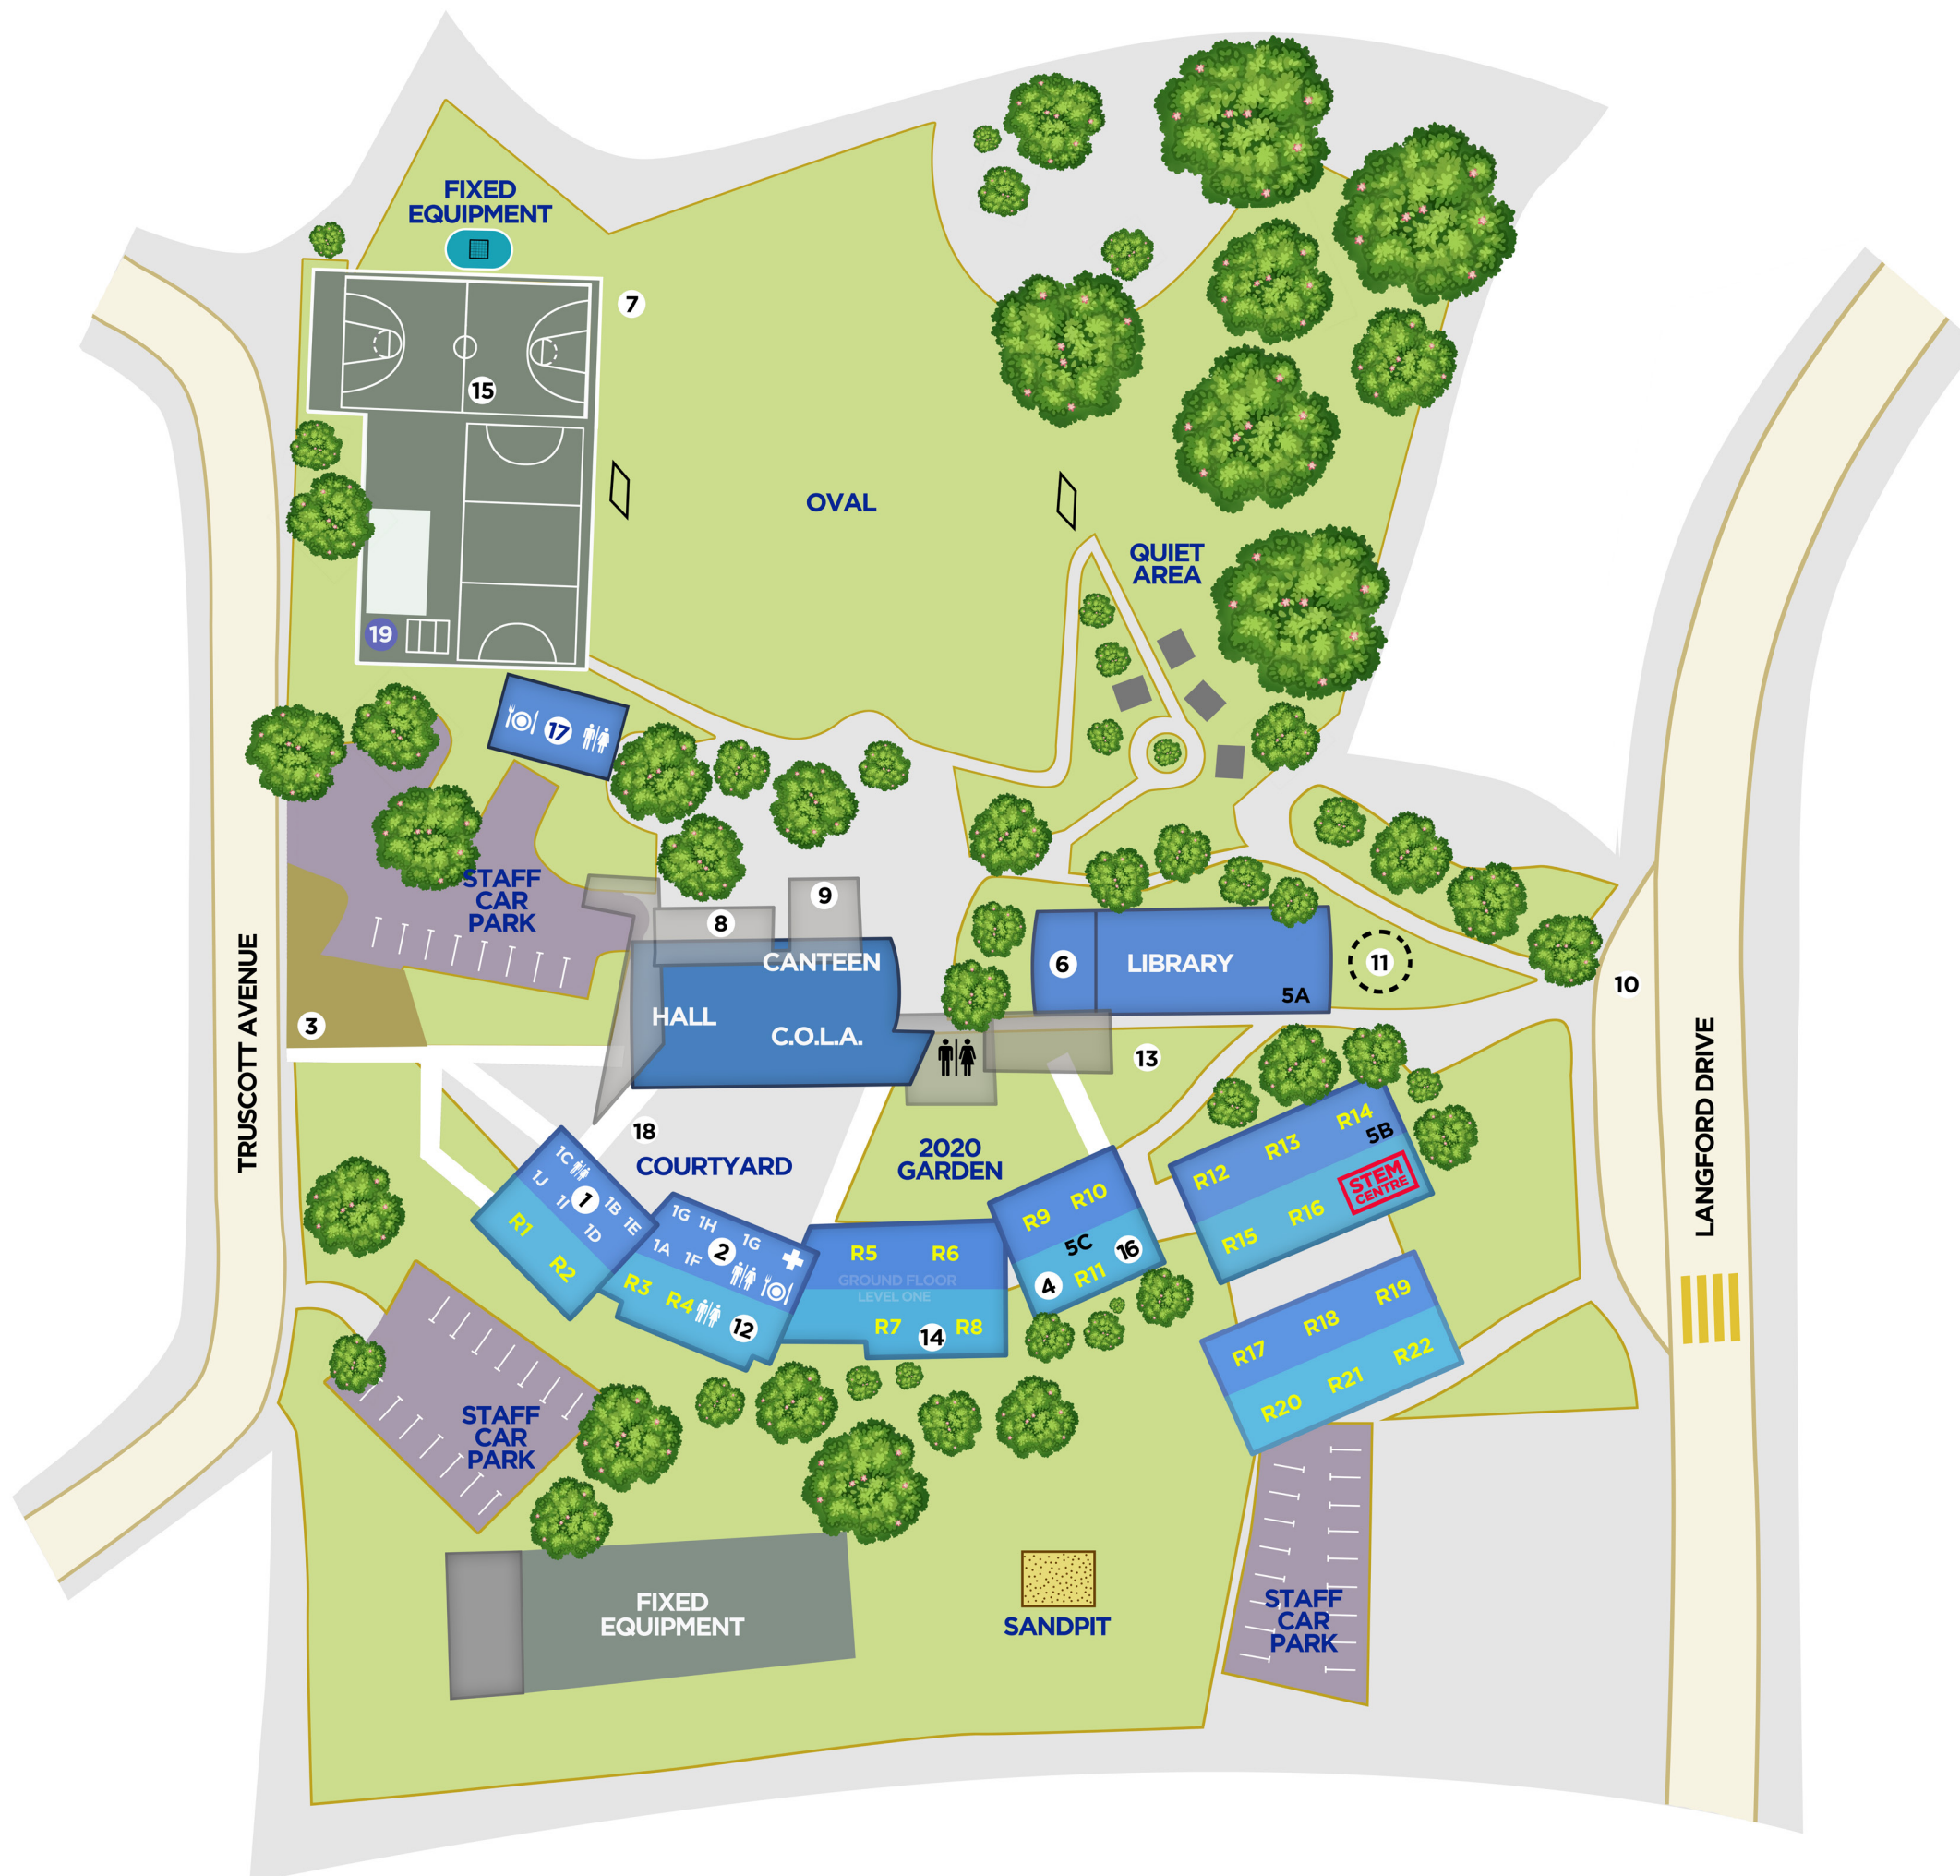 FIXED
EQUIPMENT
7
15
OVAL
QUIET
AREA
19
17
STAFF
CAR
PARK
9
8
CANTEEN
6
LIBRARY
11
5A
10
3
HALL
C.O.L.A.
13
TRUSCOTT AVENUE
LANGFORD DRIVE
18
COURTYARD
2020
GARDEN
1C
1J
1
1I
1B
1E
1D
R1
R2
1G
1H
1G
1A
1F
2
R3
R4
12
R5
R6
GROUND FLOOR
LEVEL ONE
R7
14
R8
R9
R10
5C
16
4
R11
R12
R13
R14
5B
STEM
CENTRE
R15
R16
R17
R18
R19
R20
R21
R22
STAFF
CAR
PARK
FIXED
EQUIPMENT
SANDPIT
STAFF
CAR
PARK